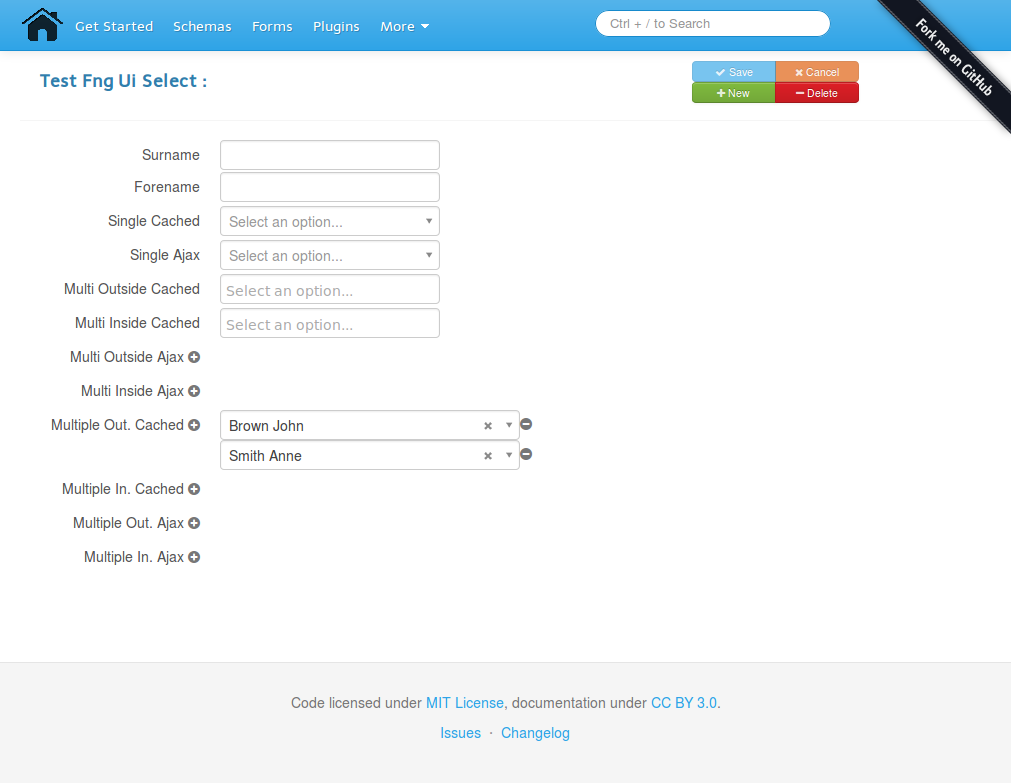 Get Started Schemas Forms Plugins More Ctrl + / to Search
Fork me on GitHub
Test Fng Ui Select :
Save Cancel
New Delete
Surname
Forename
Single Cached Select an option...
Single Ajax Select an option...
Multi Outside Cached Select an option...
Multi Inside Cached Select an option...
Multi Outside Ajax
Multi Inside Ajax
Multiple Out. Cached Brown John
Smith Anne
Multiple In. Cached
Multiple Out. Ajax
Multiple In. Ajax
Code licensed under MIT License, documentation under CC BY 3.0.
Issues · Changelog